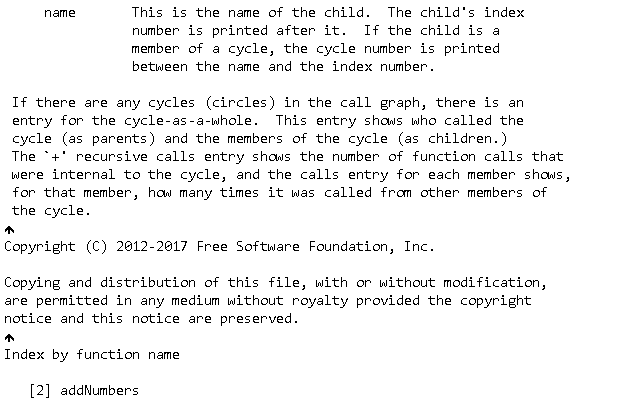 name This is the name of the child. The child's index
number is printed after it. If the child is a
member of a cycle, the cycle number is printed
between the name and the index number.
If there are any cycles (circles) in the call graph, there is an
entry for the cycle-as-a-whole. This entry shows who called the
cycle (as parents) and the members of the cycle (as children.)
The `+' recursive calls entry shows the number of function calls that
were internal to the cycle, and the calls entry for each member shows,
for that member, how many times it was called from other members of
the cycle.
↑
Copyright (C) 2012-2017 Free Software Foundation, Inc.
Copying and distribution of this file, with or without modification,
are permitted in any medium without royalty provided the copyright
notice and this notice are preserved.
↑
Index by function name
[2] addNumbers